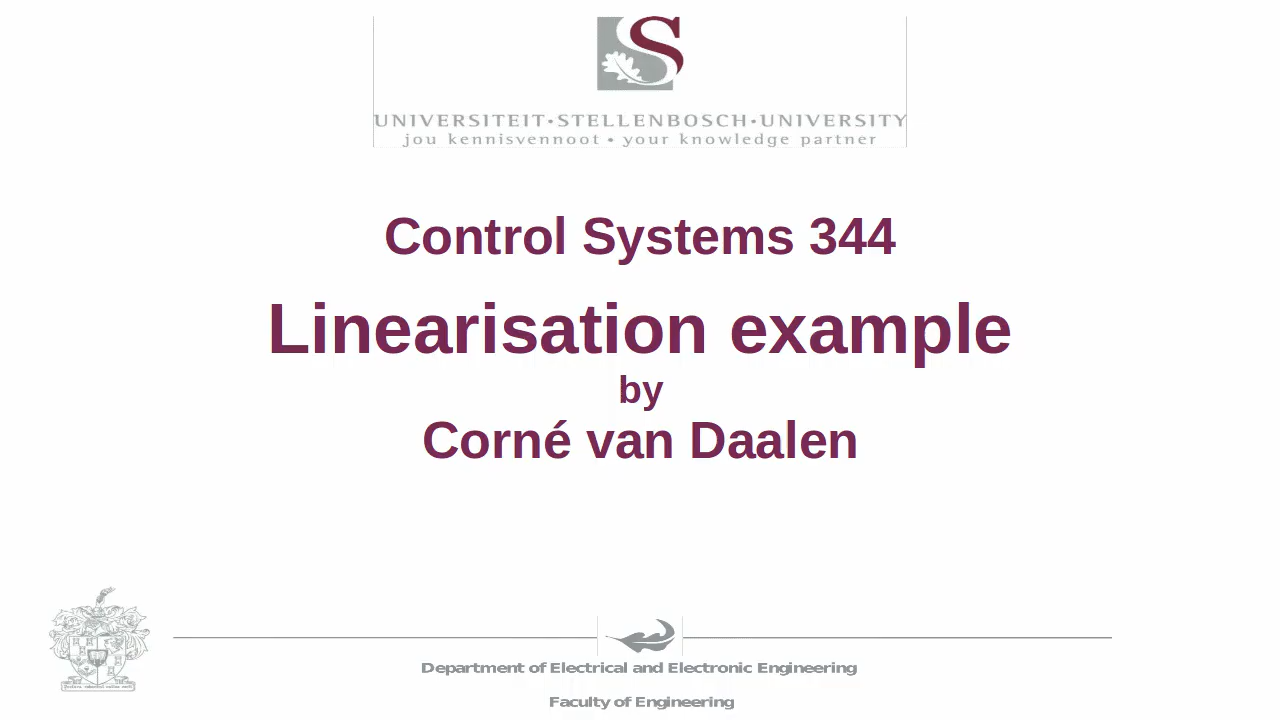 UNIVERSITEIT•STELLENBOSCH•UNIVERSITY
jou kennisvennoot • your knowledge partner
Control Systems 344
Linearisation example
by
Corné van Daalen
Department of Electrical and Electronic Engineering
Faculty of Engineering